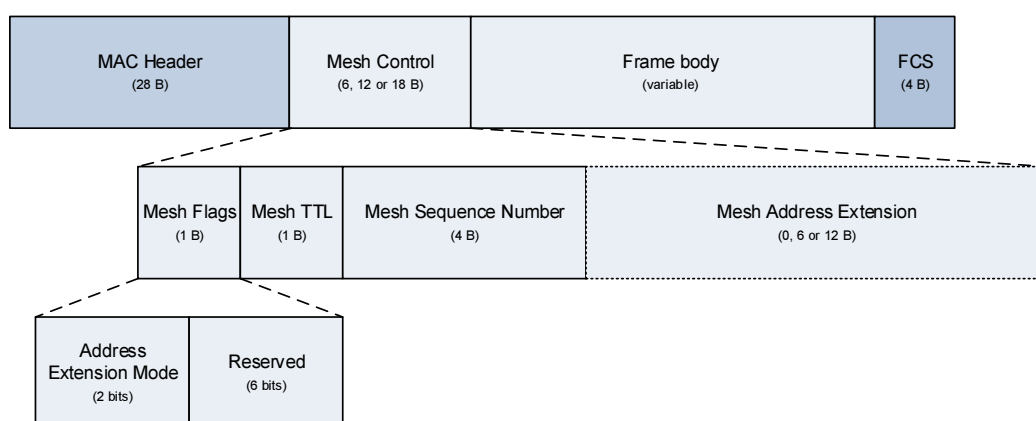 MAC Header
(28 B)
Mesh Control
(6, 12 or 18 B)
Frame body
(variable)
FCS
(4 B)
Mesh Flags
(1 B)
Mesh TTL
(1 B)
Mesh Sequence Number
(4 B)
Mesh Address Extension
(0, 6 or 12 B)
Address
Extension Mode
(2 bits)
Reserved
(6 bits)